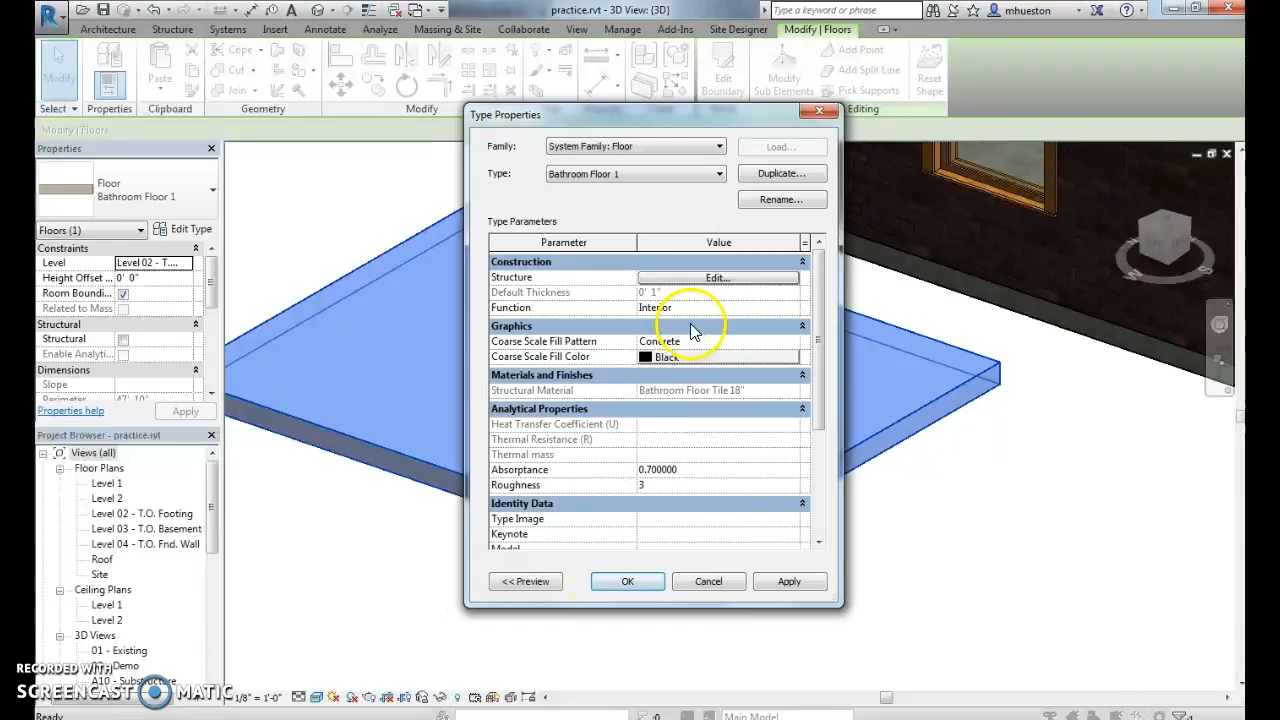 practice.rvt - 3D View: {3D}
Type a keyword or phrase
mhueston
Architecture Structure Systems Insert Annotate Analyze Massing & Site Collaborate View Manage Add-Ins Site Designer Modify | Floors
Modify
Paste
Cope
Cut
Join
Edit Boundary
Modify Sub Elements
Add Point
Add Split Line
Pick Supports
Reset Shape
Select Properties Clipboard Geometry Modify Editing
Modify | Floors
Properties
Floor
Bathroom Floor 1
Floors (1) Edit Type
Constraints
Level Level 02 - T....
Height Offset ... 0' 0"
Room Boundi...
Related to Mass
Structural
Structural
Enable Analyti...
Dimensions
Slope
Perimeter 47' 10"
Properties help Apply
Project Browser - practice.rvt
Views (all)
Floor Plans
Level 1
Level 2
Level 02 - T.O. Footing
Level 03 - T.O. Basement
Level 04 - T.O. Fnd. Wall
Roof
Site
Ceiling Plans
Level 1
Level 2
3D Views
01 - Existing
Demo
A10 - Substructure
Type Properties
Family: System Family: Floor Load...
Type: Bathroom Floor 1 Duplicate...
Rename...
Type Parameters
Parameter Value =
Construction
Structure Edit...
Default Thickness 0' 1"
Function Interior
Graphics
Coarse Scale Fill Pattern Concrete
Coarse Scale Fill Color Black
Materials and Finishes
Structural Material Bathroom Floor Tile 18"
Analytical Properties
Heat Transfer Coefficient (U)
Thermal Resistance (R)
Thermal mass
Absorptance 0.700000
Roughness 3
Identity Data
Type Image
Keynote
Model
<< Preview OK Cancel Apply
1/8" = 1'-0"
Ready :0 Main Model
RECORDED WITH
SCREENCAST MATIC